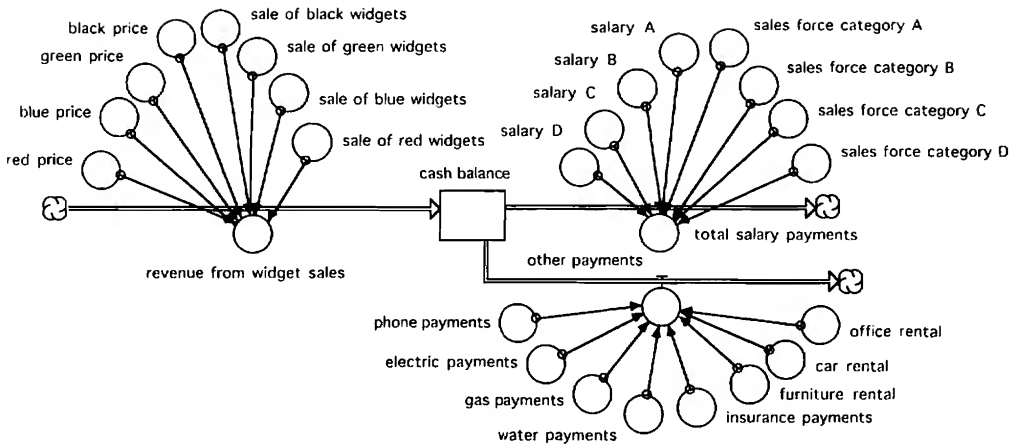 black price
sale of black widgets
green price
sale of green widgets
blue price
sale of blue widgets
red price
sale of red widgets
revenue from widget sales
cash balance
salary A
sales force category A
salary B
sales force category B
salary C
sales force category C
salary D
sales force category D
total salary payments
other payments
phone payments
office rental
electric payments
car rental
gas payments
furniture rental
insurance payments
water payments